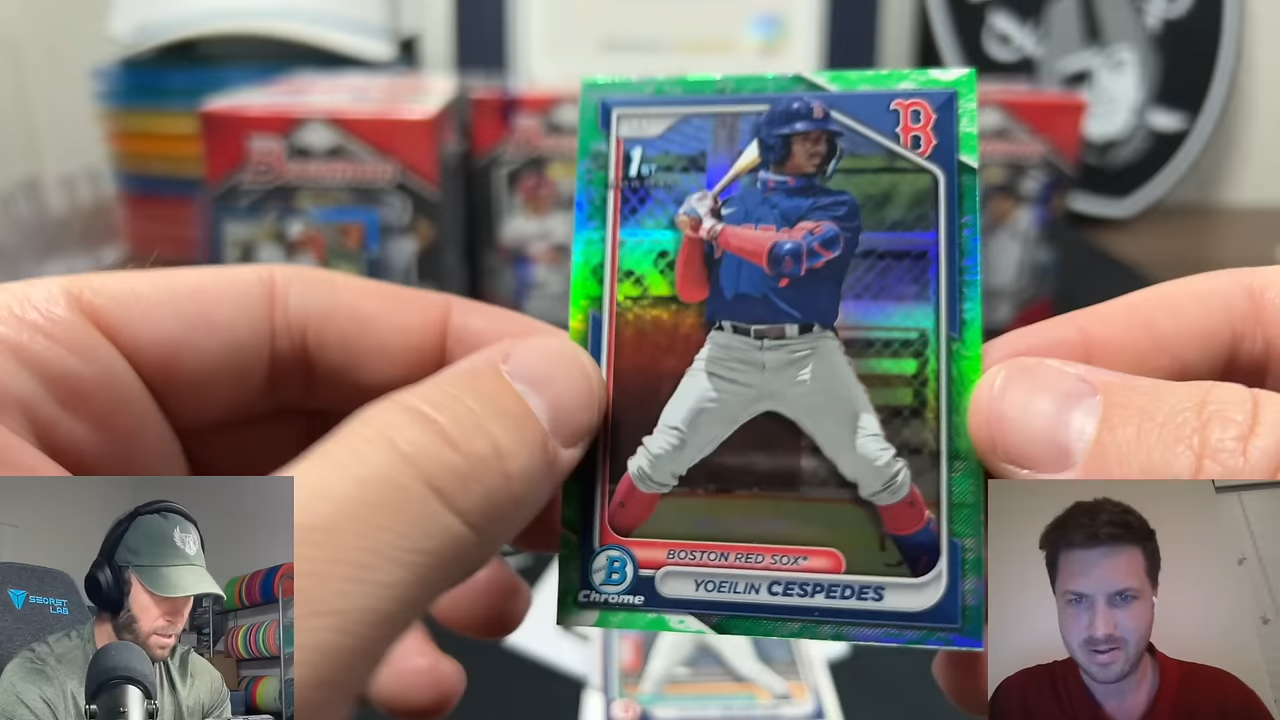 Bowman
B
1ST
BOSTON RED SOX®
YOEILIN CESPEDES
B
Chrome
SECRET
LAB